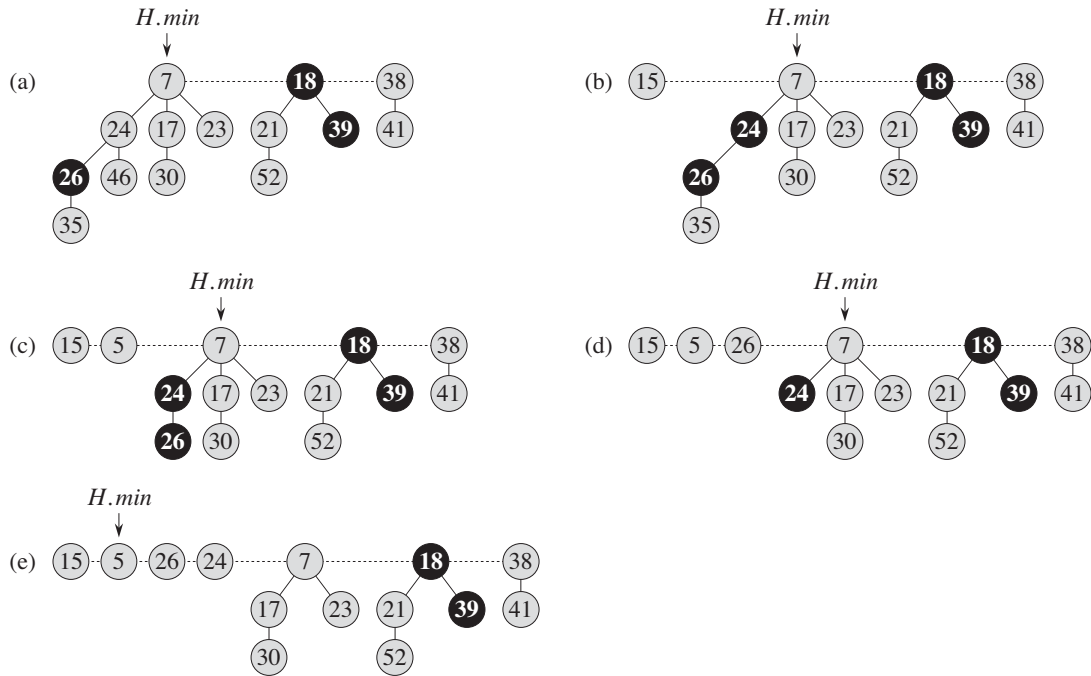 H.min
(a) 7 18 38
24 17 23 21 39 41
26 46 30 52
35
H.min
(b) 15 7 18 38
24 17 23 21 39 41
26 30 52
35
H.min
(c) 15 5 7 18 38
24 17 23 21 39 41
26 30 52
H.min
(d) 15 5 26 7 18 38
24 17 23 21 39 41
30 52
H.min
(e) 15 5 26 24 7 18 38
17 23 21 39 41
30 52